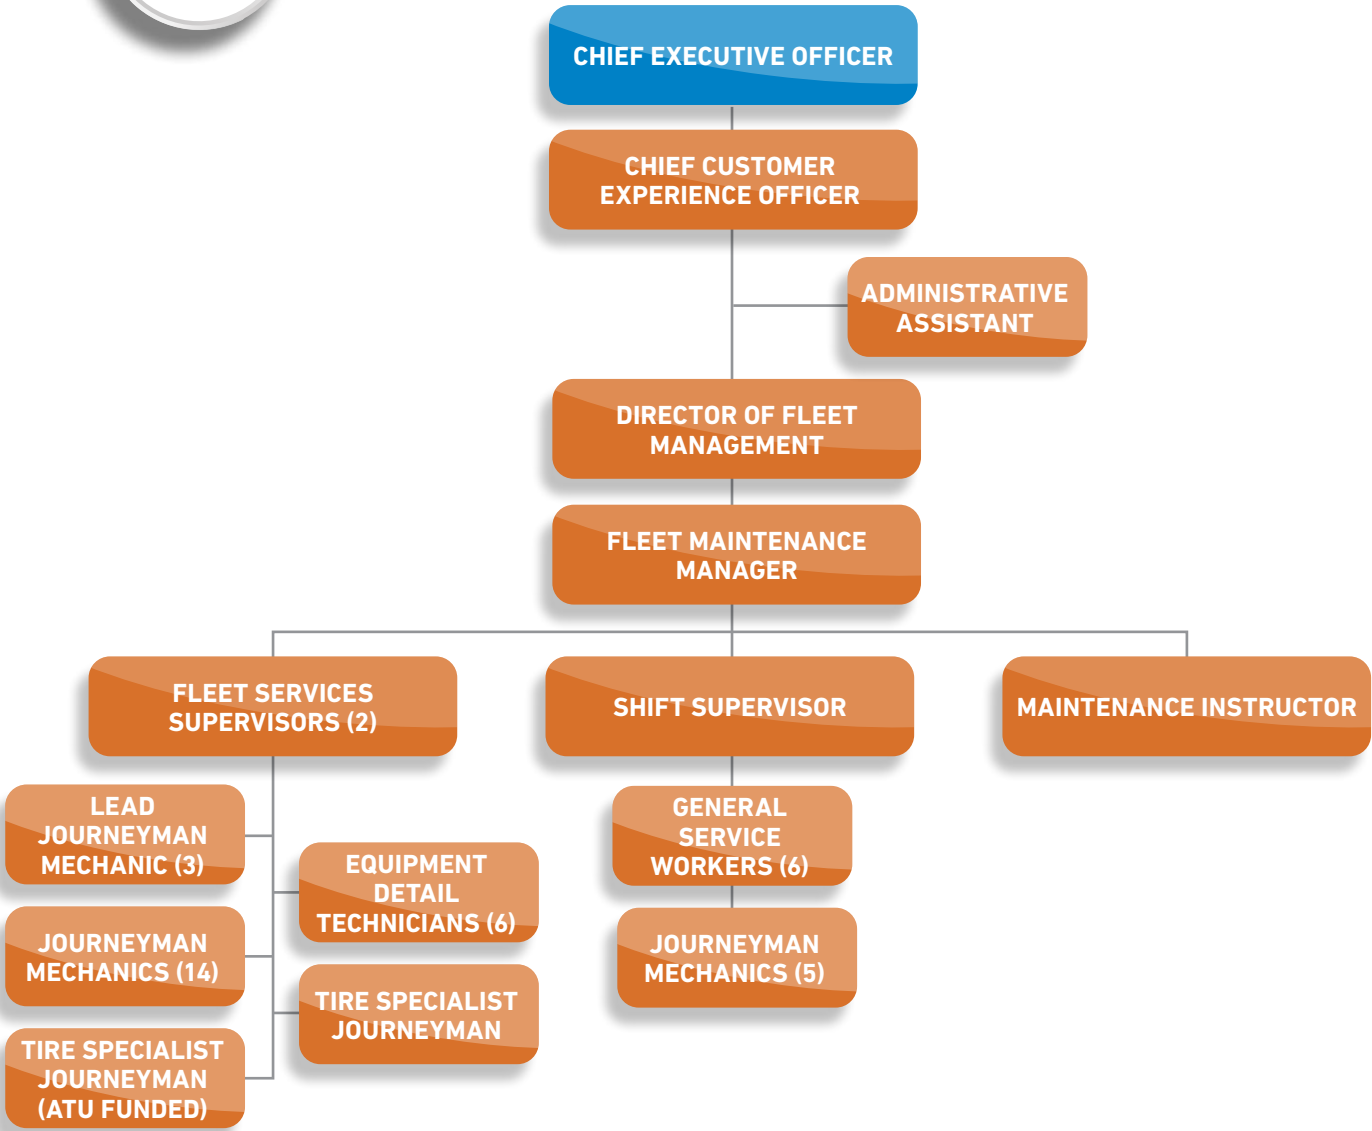 CHIEF EXECUTIVE OFFICER
CHIEF CUSTOMER
EXPERIENCE OFFICER
ADMINISTRATIVE
ASSISTANT
DIRECTOR OF FLEET
MANAGEMENT
FLEET MAINTENANCE
MANAGER
FLEET SERVICES
SUPERVISORS (2)
SHIFT SUPERVISOR
MAINTENANCE INSTRUCTOR
LEAD
JOURNEYMAN
MECHANIC (3)
EQUIPMENT
DETAIL
TECHNICIANS (6)
JOURNEYMAN
MECHANICS (14)
TIRE SPECIALIST
JOURNEYMAN
TIRE SPECIALIST
JOURNEYMAN
(ATU FUNDED)
GENERAL
SERVICE
WORKERS (6)
JOURNEYMAN
MECHANICS (5)